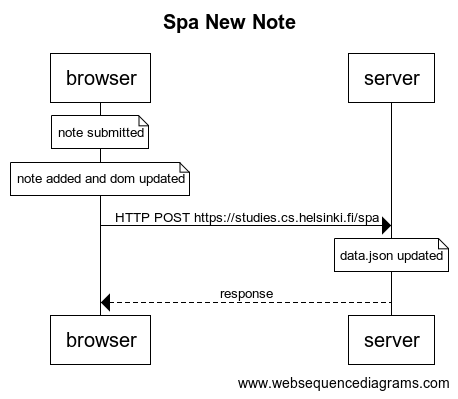 Spa New Note
browser
server
note submitted
note added and dom updated
HTTP POST https://studies.cs.helsinki.fi/spa
data.json updated
response
browser
server
www.websequencediagrams.com